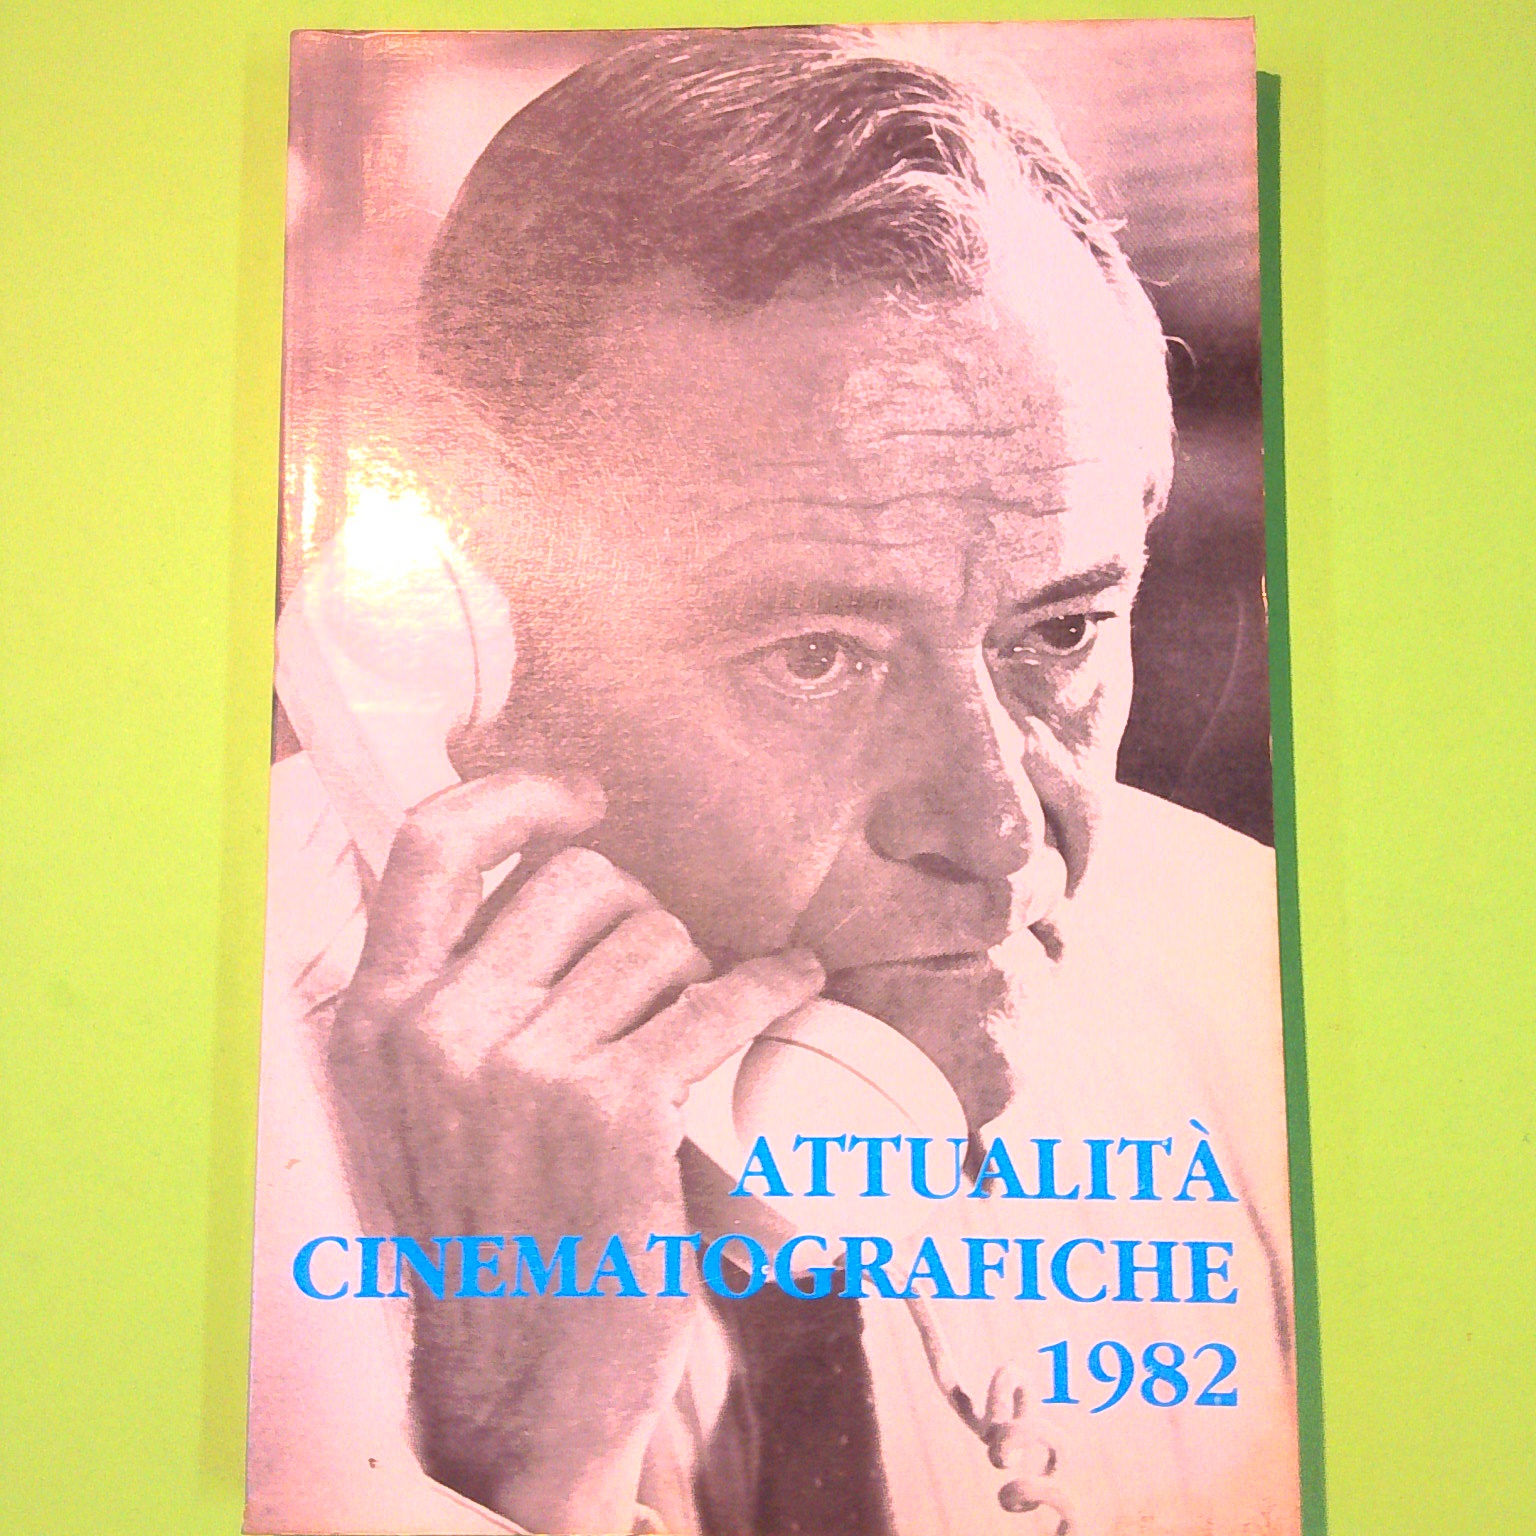 ATTUALITÀ
CINEMATOGRAFICHE
1982